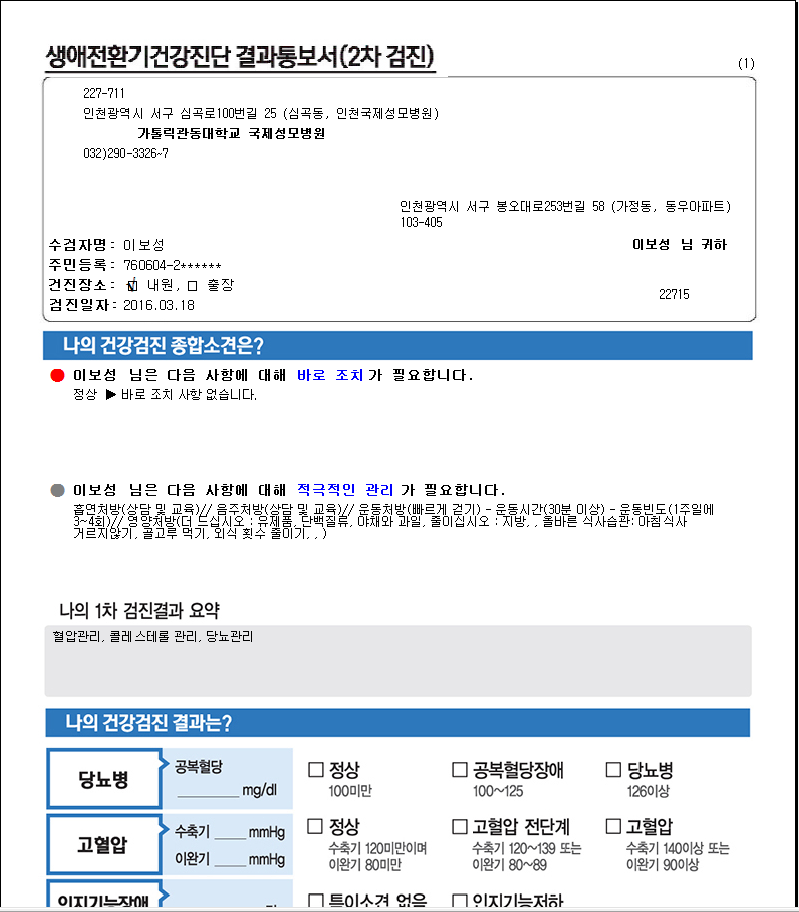 생애전환기건강진단 결과통보서(2차 검진)
(1)
227-711
인천광역시 서구 심곡로100번길 25 (심곡동, 인천국제성모병원)
가톨릭관동대학교 국제성모병원
032)290-3326~7
인천광역시 서구 봉오대로253번길 58 (가정동, 동우아파트)
103-405
수검자명: 이보성
이보성 님 귀하
주민등록: 760604-2******
건진장소: ☑ 내원, □ 출장
22715
검진일자: 2016.03.18
나의 건강검진 종합소견은?
이보성 님은 다음 사항에 대해 바로 조치가 필요합니다.
정상 ▶ 바로 조치 사항 없습니다.
이보성 님은 다음 사항에 대해 적극적인 관리 가 필요합니다.
흡연처방(상담 및 교육)// 음주처방(상담 및 교육)// 운동처방(빠르게 걷기) - 운동시간(30분 이상) - 운동빈도(1주일에
3~4회)// 영양처방(더 드십시오 : 유제품, 단백질류, 야채와 과일, 줄이십시오 : 지방, , 올바른 식사습관: 아침식사
거르지않기, 골고루 먹기, 외식 횟수 줄이기, , )
나의 1차 검진결과 요약
혈압관리, 콜레스테롤 관리, 당뇨관리
나의 건강검진 결과는?
당뇨병
공복혈당
____ mg/dl
□ 정상
100미만
□ 공복혈당장애
100~125
□ 당뇨병
126이상
고혈압
수축기 ____ mmHg
이완기 ____ mmHg
□ 정상
수축기 120미만이며
이완기 80미만
□ 고혈압 전단계
수축기 120~139 또는
이완기 80~89
□ 고혈압
수축기 140이상 또는
이완기 90이상
인지기능장애
점
□ 특이소견 없음
□ 인지기능저하